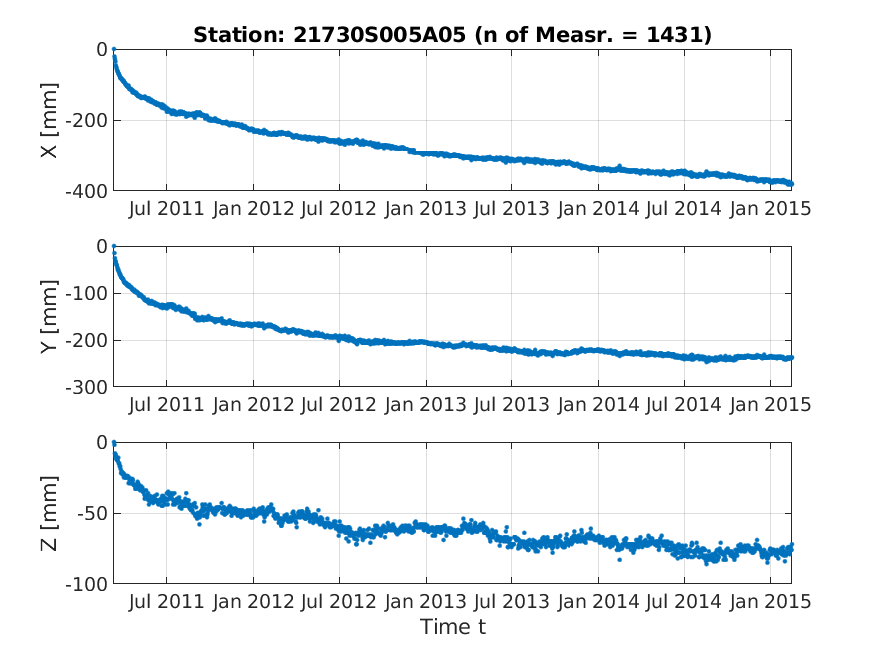 Station: 21730S005A05 (n of Measr. = 1431)
0
-200
-400
X [mm]
Jul 2011 Jan 2012 Jul 2012 Jan 2013 Jul 2013 Jan 2014 Jul 2014 Jan 2015
0
-100
-200
-300
Y [mm]
Jul 2011 Jan 2012 Jul 2012 Jan 2013 Jul 2013 Jan 2014 Jul 2014 Jan 2015
0
-50
-100
Z [mm]
Jul 2011 Jan 2012 Jul 2012 Jan 2013 Jul 2013 Jan 2014 Jul 2014 Jan 2015
Time t